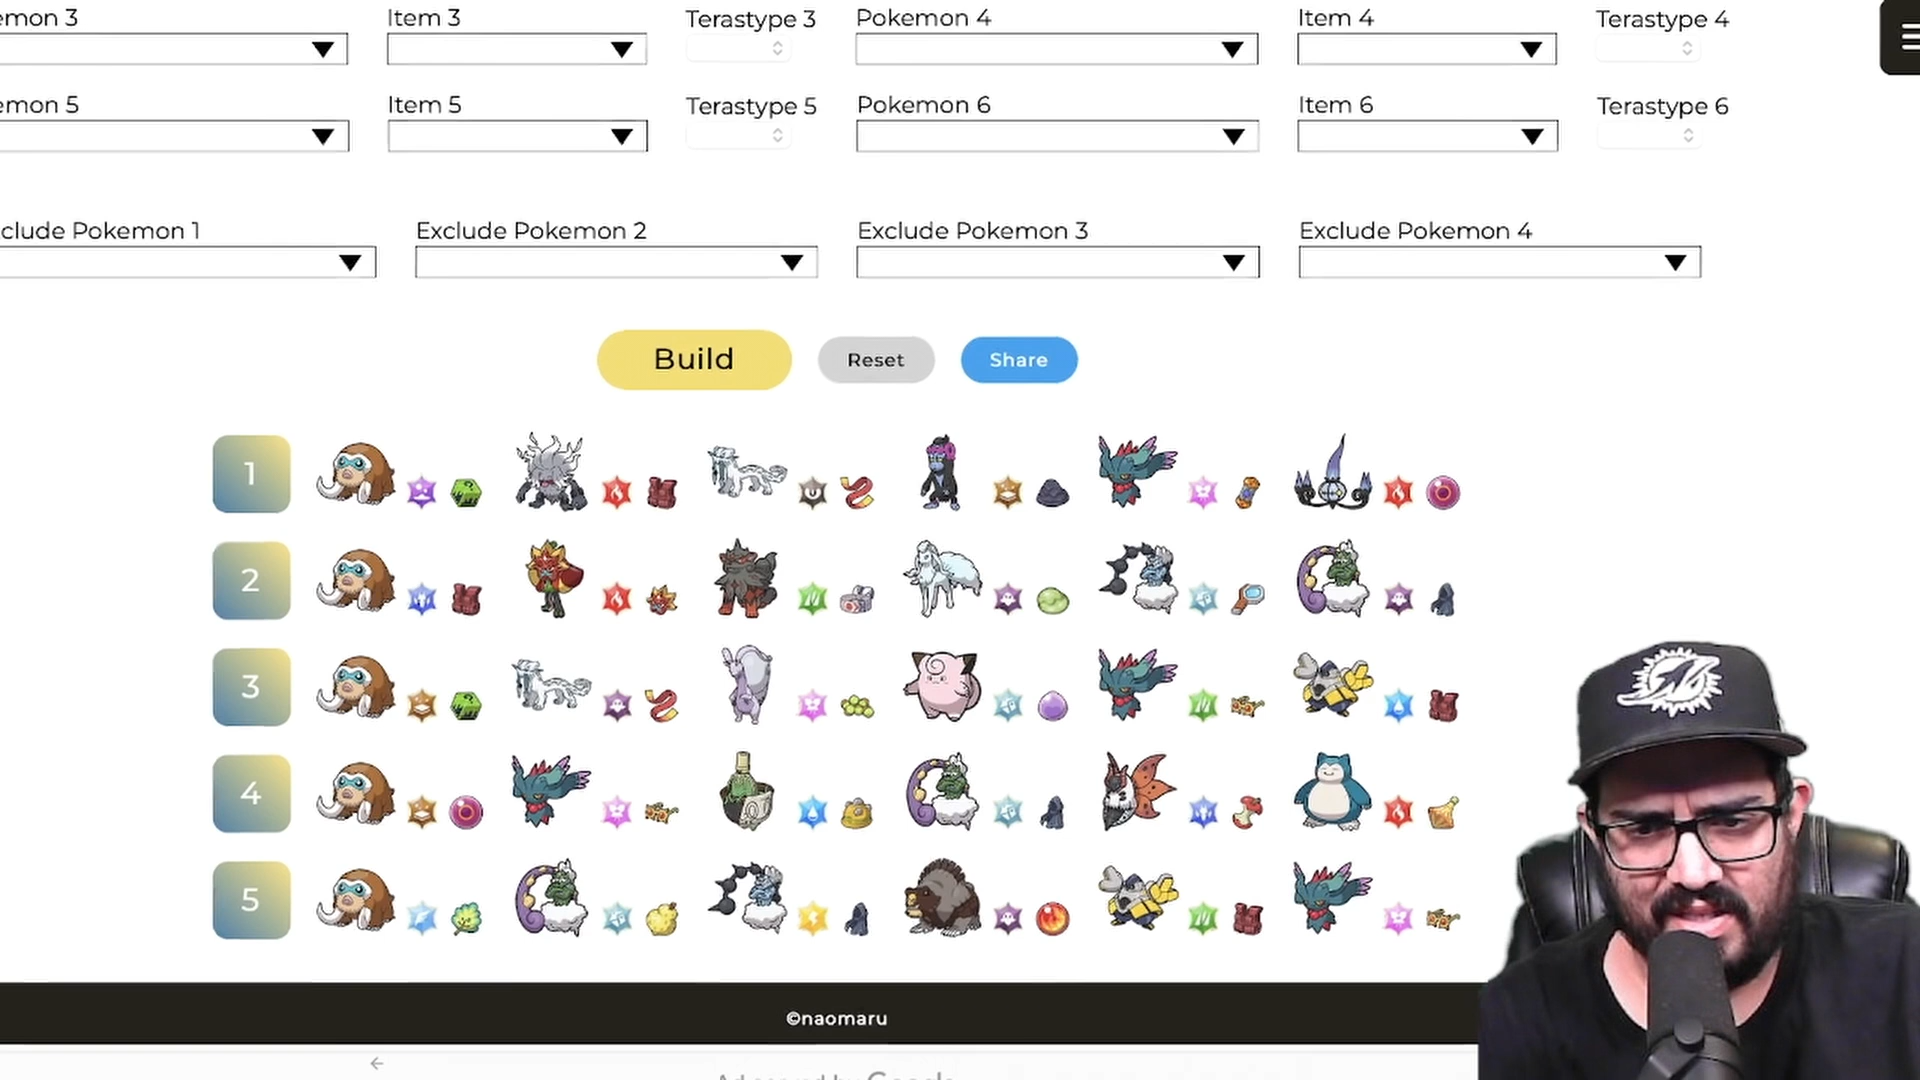 emon 3 Item 3 Terastype 3 Pokemon 4 Item 4 Terastype 4
emon 5 Item 5 Terastype 5 Pokemon 6 Item 6 Terastype 6
clude Pokemon 1 Exclude Pokemon 2 Exclude Pokemon 3 Exclude Pokemon 4
Build Reset Share
1
2
3
4
5
©naomaru